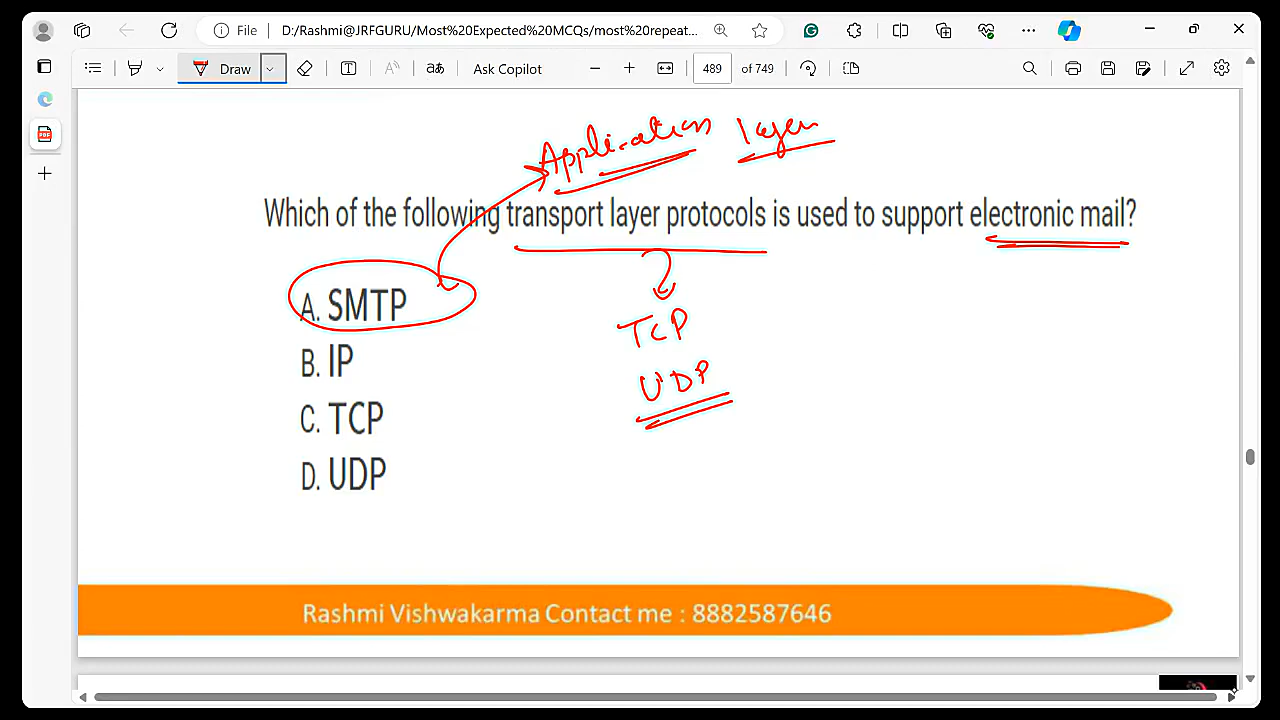 File D:/Rashmi@JRFGURU/Most%20Expected%20MCQs/most%20repeat...
Draw Ask Copilot 489 of 749
Application layer
Which of the following transport layer protocols is used to support electronic mail?
A. SMTP
TCP
B. IP
UDP
C. TCP
D. UDP
Rashmi Vishwakarma Contact me : 8882587646